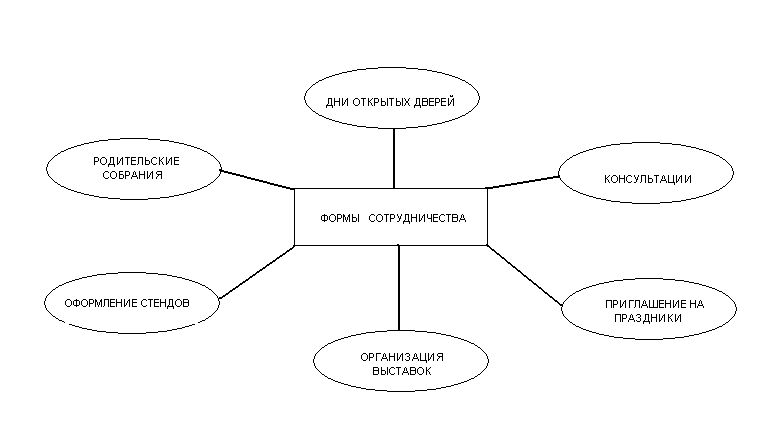 ДНИ ОТКРЫТЫХ ДВЕРЕЙ
РОДИТЕЛЬСКИЕ
СОБРАНИЯ
КОНСУЛЬТАЦИИ
ФОРМЫ СОТРУДНИЧЕСТВА
ОФОРМЛЕНИЕ СТЕНДОВ
ПРИГЛАШЕНИЕ НА
ПРАЗДНИКИ
ОРГАНИЗАЦИЯ
ВЫСТАВОК